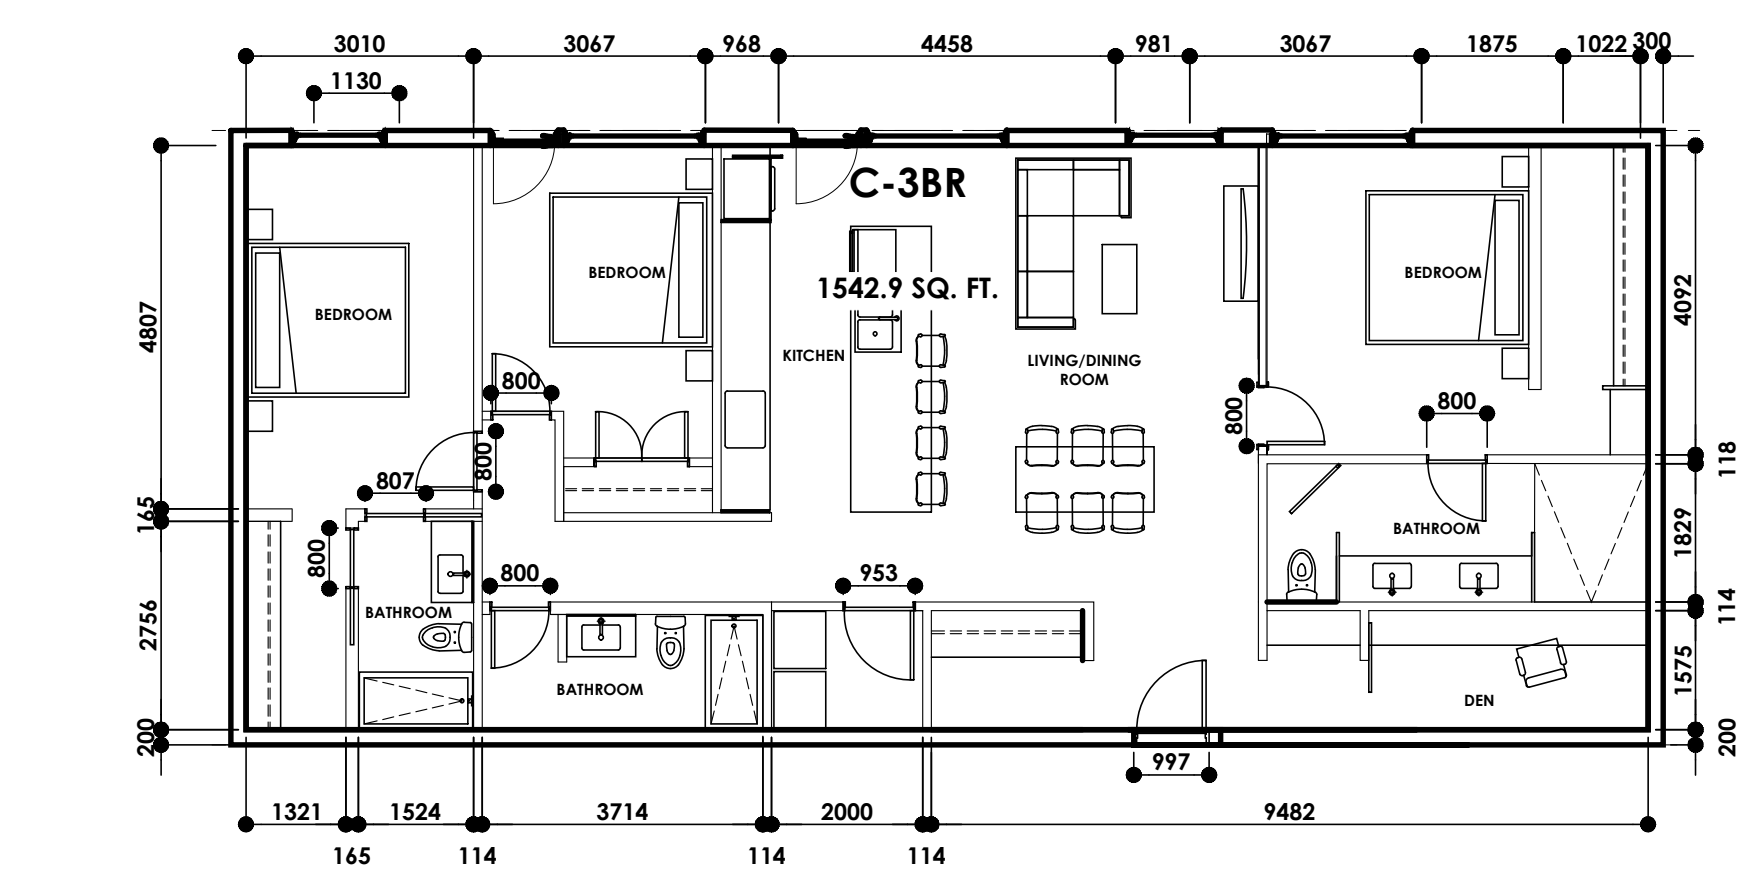 3010 3067 968 4458 981 3067 1875 1022 300
1130
C-3BR
1542.9 SQ. FT.
BEDROOM
BEDROOM
BEDROOM
KITCHEN
LIVING/DINING
ROOM
4807
4092
800
800
800
800
807
165
118
800
BATHROOM
1829
800
953
BATHROOM
2756
114
1575
BATHROOM
DEN
200
200
997
1321 1524 3714 2000 9482
165 114 114 114